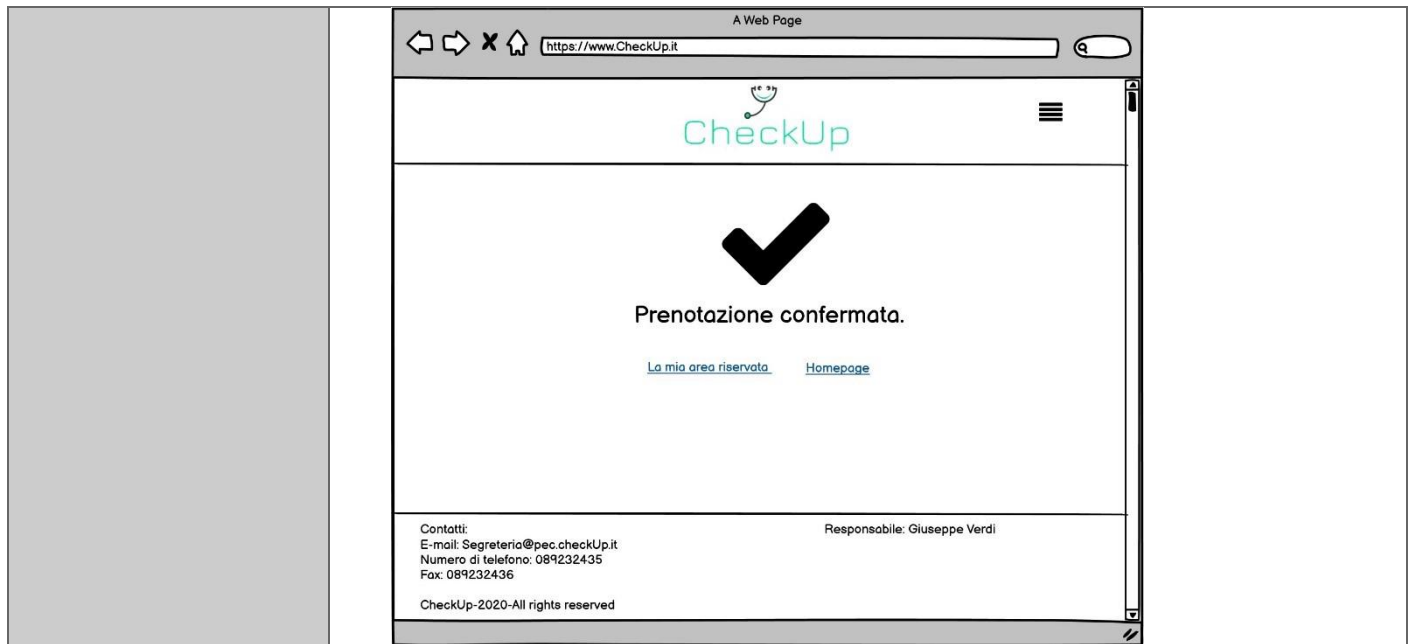 A Web Page
https://www.CheckUp.it
CheckUp
Prenotazione confermata.
La mia area riservata Homepage
Contatti:
E-mail: Segreteria@pec.checkUp.it
Numero di telefono: 089232435
Fax: 089232436
CheckUp-2020-All rights reserved
Responsabile: Giuseppe Verdi